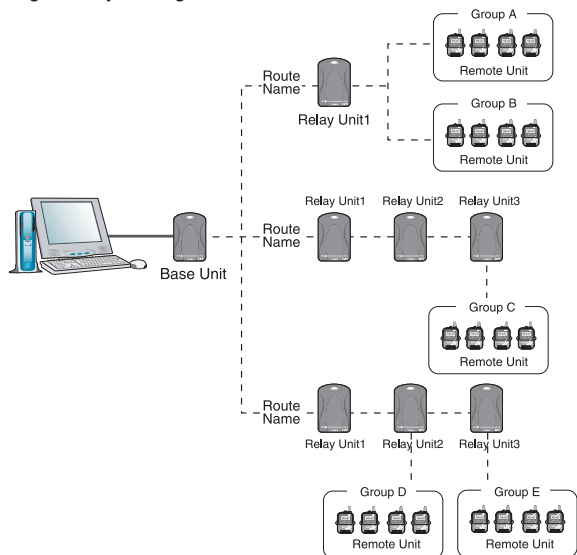 Group A
Remote Unit
Route
Name
Relay Unit1
Group B
Remote Unit
Relay Unit1 Relay Unit2 Relay Unit3
Route
Name
Base Unit
Group C
Remote Unit
Route
Name
Relay Unit1 Relay Unit2 Relay Unit3
Group D Group E
Remote Unit Remote Unit